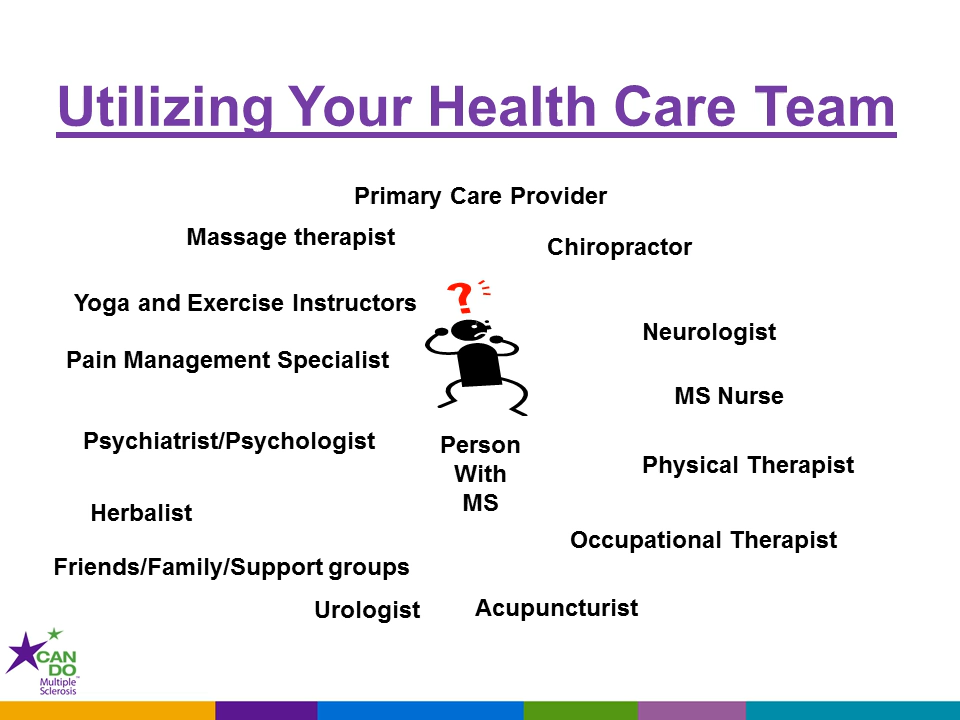 Utilizing Your Health Care Team
Primary Care Provider
Massage therapist
Chiropractor
?
Yoga and Exercise Instructors
Neurologist
Pain Management Specialist
MS Nurse
Psychiatrist/Psychologist
Person
With
MS
Physical Therapist
Herbalist
Occupational Therapist
Friends/Family/Support groups
Urologist
Acupuncturist
CAN
DO™
Multiple
Sclerosis